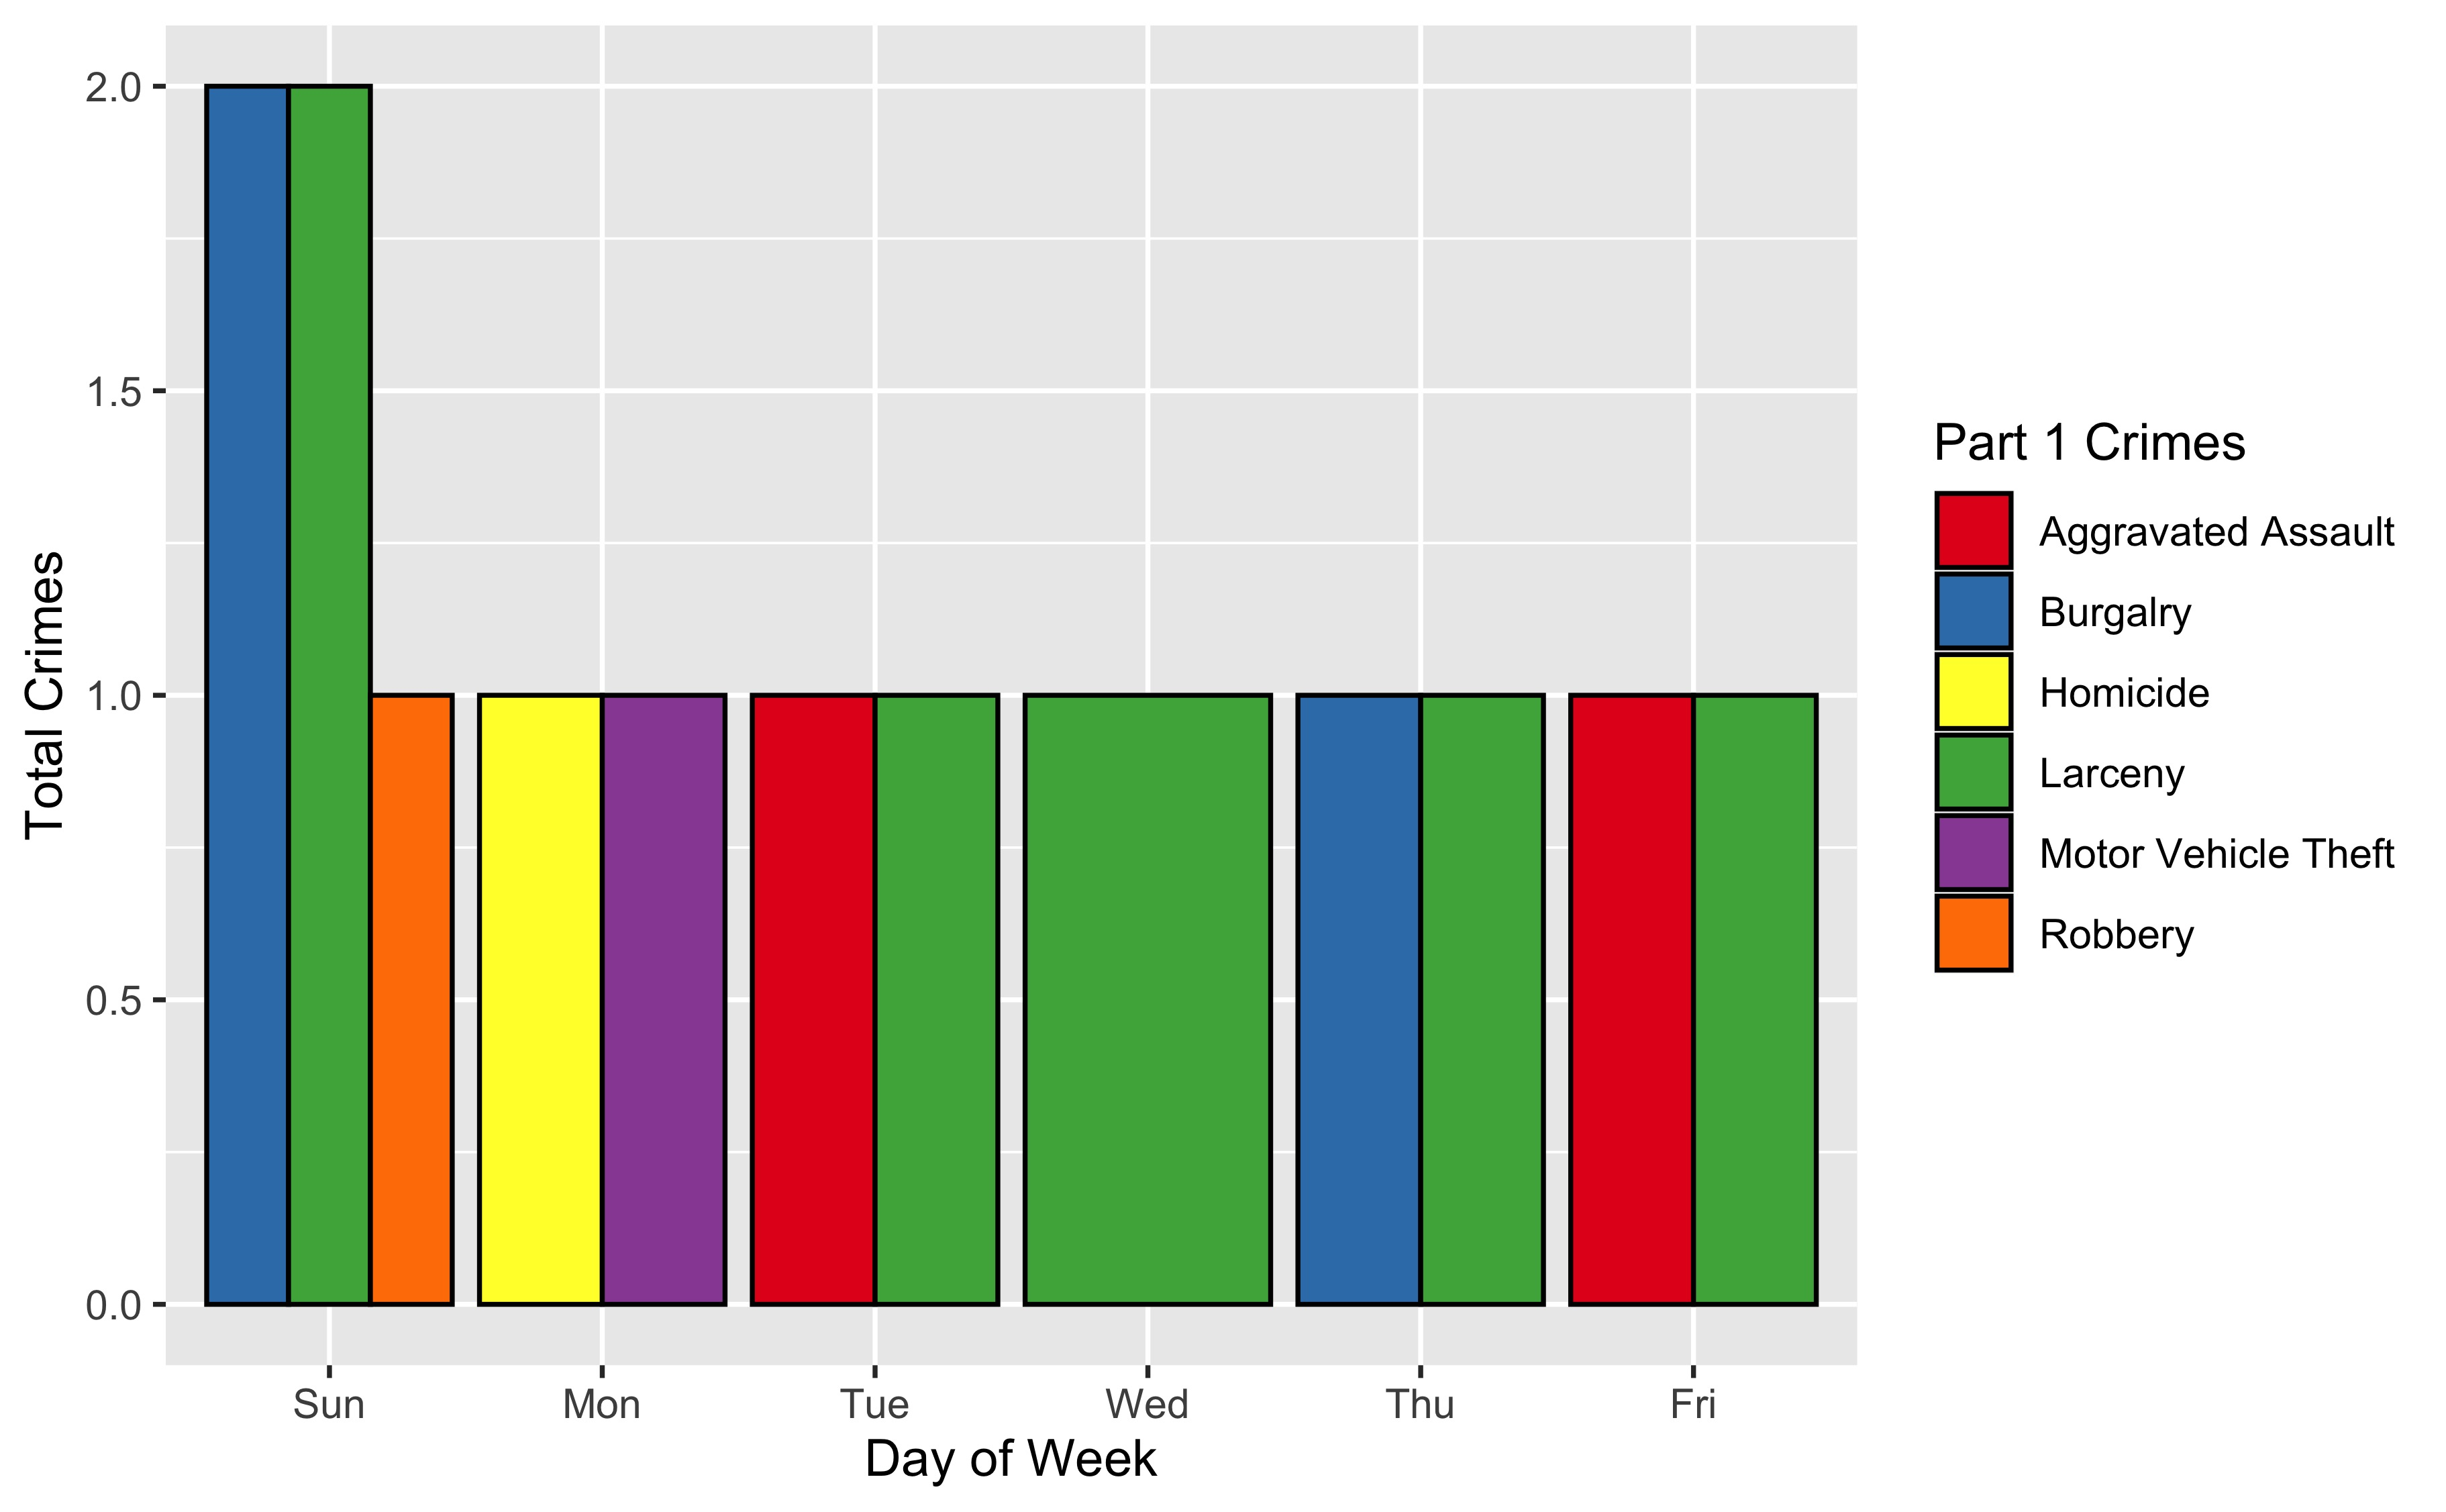 Total Crimes
2.0
1.5
1.0
0.5
0.0
Sun Mon Tue Wed Thu Fri
Day of Week
Part 1 Crimes
Aggravated Assault
Burgalry
Homicide
Larceny
Motor Vehicle Theft
Robbery